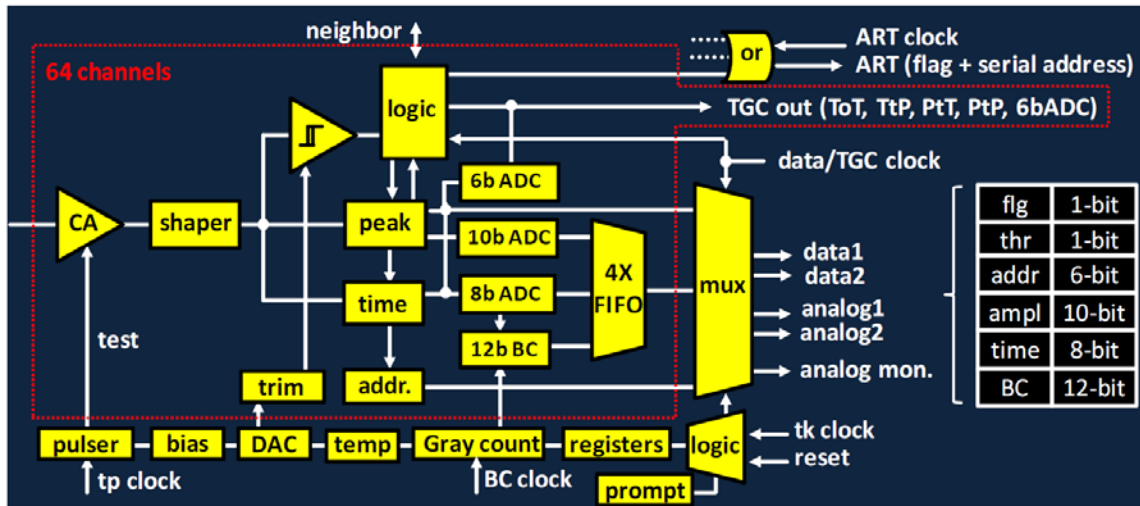 neighbor
ART clock
or
ART (flag + serial address)
64 channels
logic
TGC out (ToT, TtP, PtT, PtP, 6bADC)
data/TGC clock
6b ADC
CA
shaper
peak
10b ADC
4X
FIFO
mux
time
8b ADC
12b BC
data1
data2
analog1
analog2
analog mon.
test
trim
addr.
flg 1-bit
thr 1-bit
addr 6-bit
ampl 10-bit
time 8-bit
BC 12-bit
pulser
bias
DAC
temp
Gray count
registers
logic
tk clock
reset
tp clock
BC clock
prompt